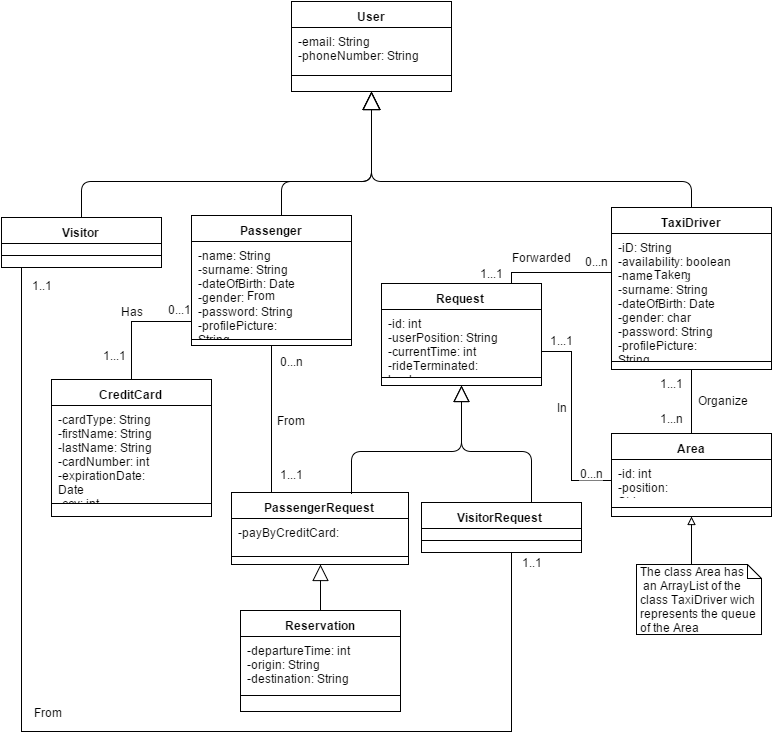 User
-email: String
-phoneNumber: String
Visitor
Passenger
-name: String
-surname: String
-dateOfBirth: Date
-gender: From
-password: String
-profilePicture:
String
TaxiDriver
-iD: String
-availability: boolean
-name Taken
-surname: String
-dateOfBirth: Date
-gender: char
-password: String
-profilePicture:
String
Forwarded
0...n
1...1
Request
-id: int
-userPosition: String
-currentTime: int
-rideTerminated:
1..1
Has
0...1
1...1
0...n
From
1...1
CreditCard
-cardType: String
-firstName: String
-lastName: String
-cardNumber: int
-expirationDate:
Date
-csv: int
1...1
In
0...n
1...1
Organize
1...n
Area
-id: int
-position:
PassengerRequest
-payByCreditCard:
VisitorRequest
1..1
Reservation
-departureTime: int
-origin: String
-destination: String
The class Area has
an ArrayList of the
class TaxiDriver wich
represents the queue
of the Area
From